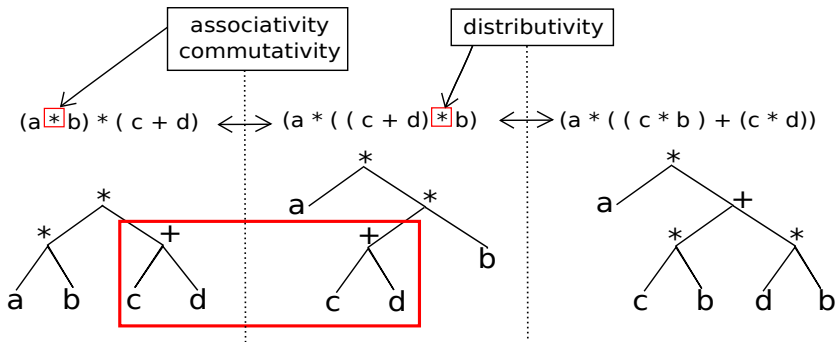 associativity
commutativity
distributivity
(a * b) * ( c + d)
(a * ( ( c + d) * b)
(a * ( ( c * b ) + (c * d))
*
* +
a b c d
*
a *
+ b
c d
*
a +
* *
c b d b